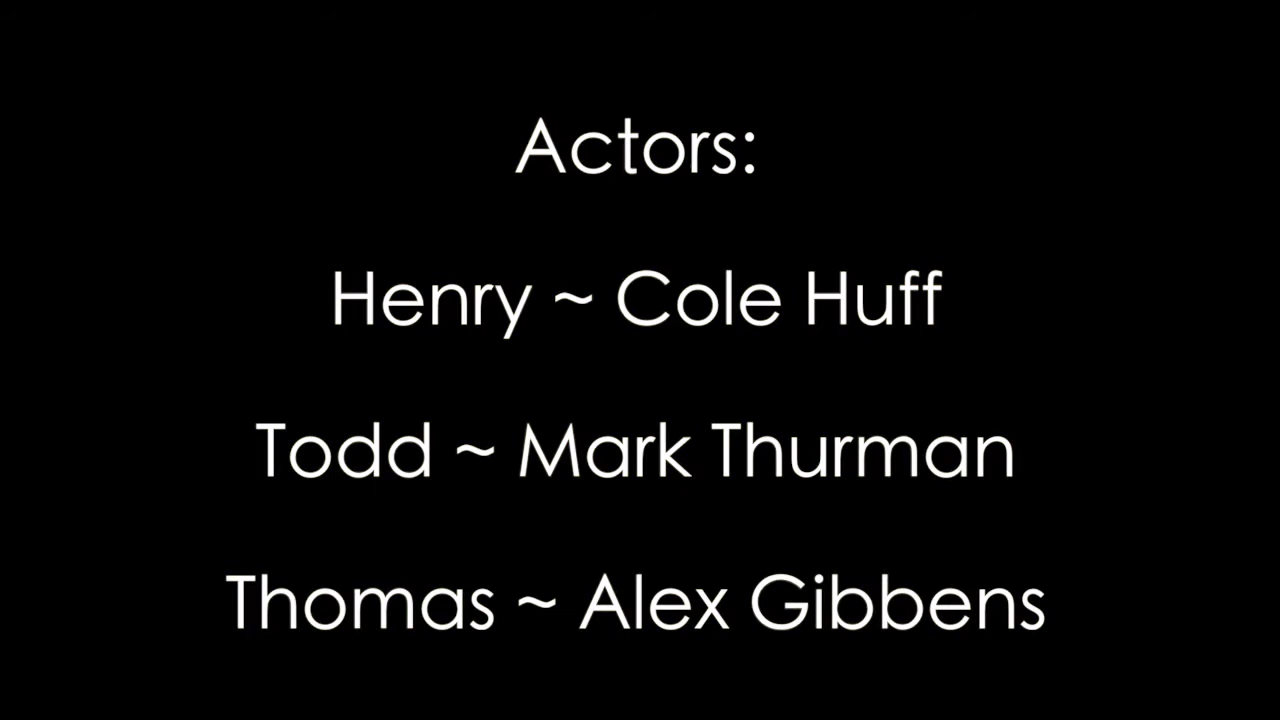 Actors:
Henry ~ Cole Huff
Todd ~ Mark Thurman
Thomas ~ Alex Gibbens